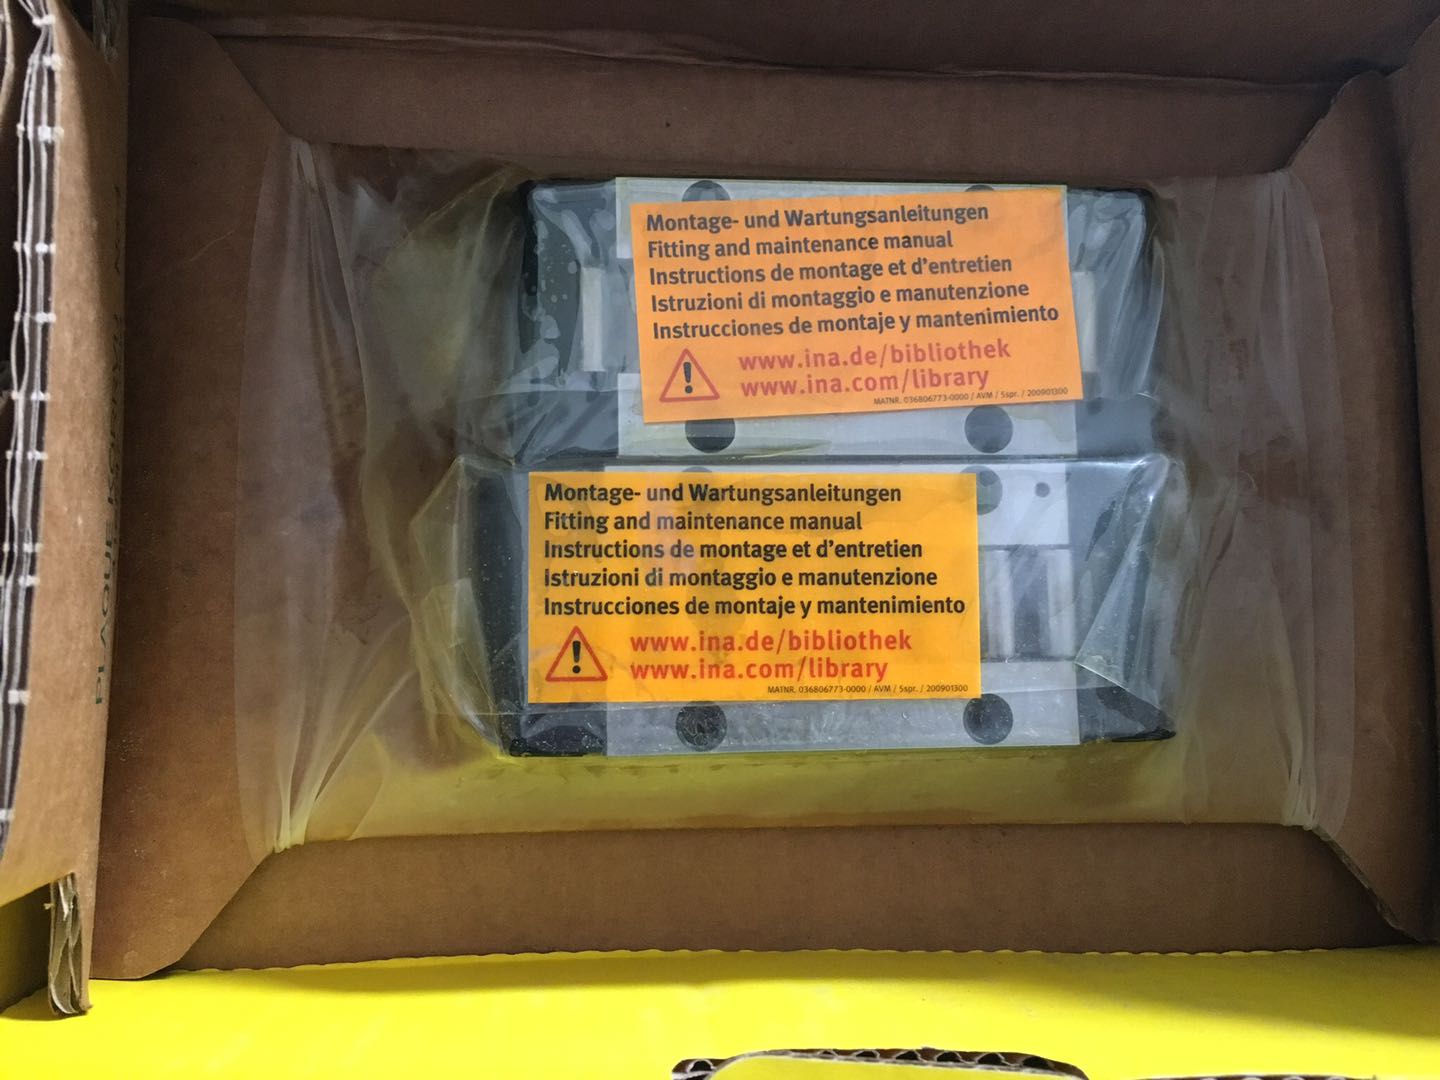 Montage- und Wartungsanleitungen
Fitting and maintenance manual
Instructions de montage et d'entretien
Istruzioni di montaggio e manutenzione
Instrucciones de montaje y mantenimiento
www.ina.de/bibliothek
www.ina.com/library
MATNR. 036806773-0000 / AVM / 5spr. / 200901300
Montage- und Wartungsanleitungen
Fitting and maintenance manual
Instructions de montage et d'entretien
Istruzioni di montaggio e manutenzione
Instrucciones de montaje y mantenimiento
www.ina.de/bibliothek
www.ina.com/library
MATNR. 036806773-0000 / AVM / 5spr. / 200901300
PLAQUE